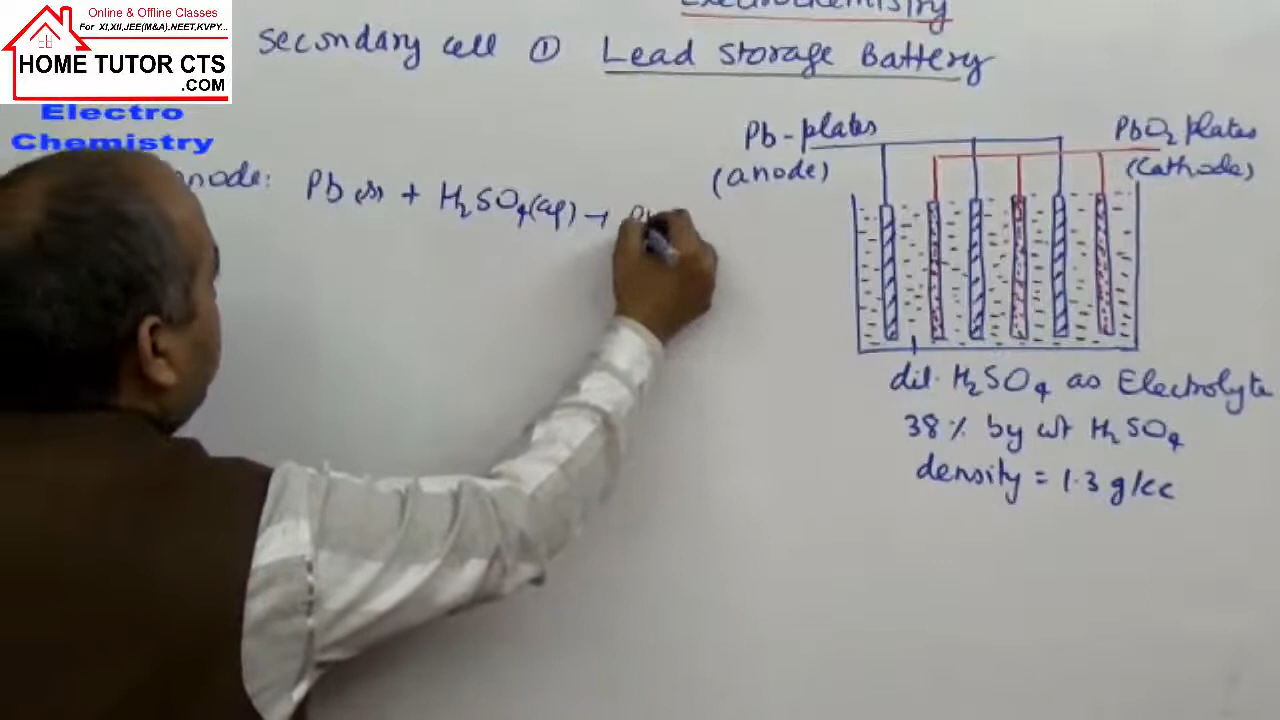 Online & Offline Classes
For XI,XII,JEE(M&A),NEET,KVPY...
HOME TUTOR CTS
.COM
Electro
Chemistry
Electrochemistry
Secondary cell ① Lead Storage Battery
Pb-plates
(anode)
PbO2 plates
(Cathode)
node: Pb(s) + H2SO4(aq) → Pb
dil. H2SO4 as Electrolyte
38% by wt H2SO4
density = 1.3 g/cc